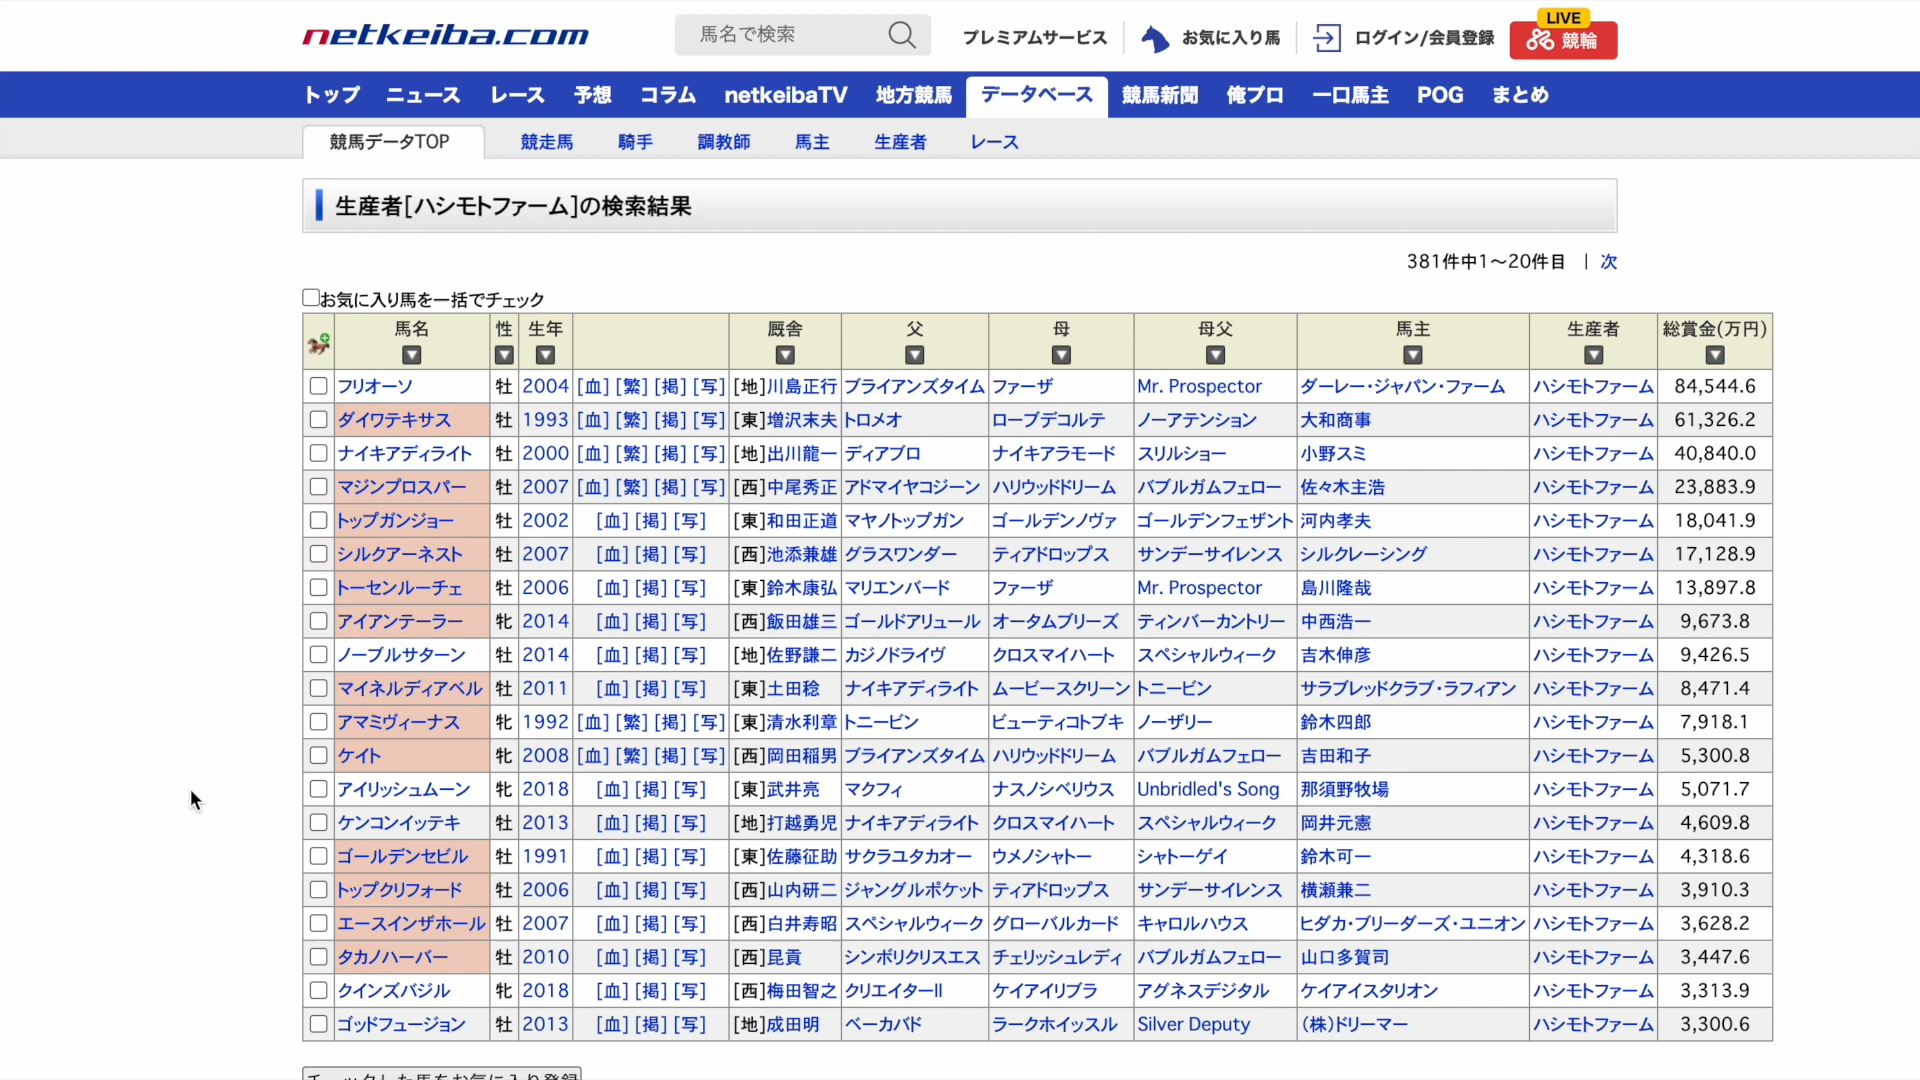 netkeiba.com 馬名で検索 プレミアムサービス お気に入り馬 ログイン/会員登録 LIVE 競輪
トップ ニュース レース 予想 コラム netkeibaTV 地方競馬 データベース 競馬新聞 俺プロ 一口馬主 POG まとめ
競馬データTOP 競走馬 騎手 調教師 馬主 生産者 レース
生産者[ハシモトファーム]の検索結果
381件中1～20件目 | 次
お気に入り馬を一括でチェック
馬名 性 生年 厩舎 父 母 母父 馬主 生産者 総賞金(万円)
フリオーソ 牡 2004 [血] [繁] [掲] [写] [地]川島正行 ブライアンズタイム ファーザ Mr. Prospector ダーレー・ジャパン・ファーム ハシモトファーム 84,544.6
ダイワテキサス 牡 1993 [血] [繁] [掲] [写] [東]増沢末夫 トロメオ ローブデコルテ ノーアテンション 大和商事 ハシモトファーム 61,326.2
ナイキアディライト 牡 2000 [血] [繁] [掲] [写] [地]出川龍一 ディアブロ ナイキアラモード スリルショー 小野スミ ハシモトファーム 40,840.0
マジンプロスパー 牡 2007 [血] [繁] [掲] [写] [西]中尾秀正 アドマイヤコジーン ハリウッドドリーム バブルガムフェロー 佐々木主浩 ハシモトファーム 23,883.9
トップガンジョー 牡 2002 [血] [掲] [写] [東]和田正道 マヤノトップガン ゴールデンノヴァ ゴールデンフェザント 河内孝夫 ハシモトファーム 18,041.9
シルクアーネスト 牡 2007 [血] [掲] [写] [西]池添兼雄 グラスワンダー ティアドロップス サンデーサイレンス シルクレーシング ハシモトファーム 17,128.9
トーセンルーチェ 牡 2006 [血] [掲] [写] [東]鈴木康弘 マリエンバード ファーザ Mr. Prospector 島川隆哉 ハシモトファーム 13,897.8
アイアンテーラー 牝 2014 [血] [掲] [写] [西]飯田雄三 ゴールドアリュール オータムブリーズ ティンバーカントリー 中西浩一 ハシモトファーム 9,673.8
ノーブルサターン 牡 2014 [血] [掲] [写] [地]佐野謙二 カジノドライヴ クロスマイハート スペシャルウィーク 吉木伸彦 ハシモトファーム 9,426.5
マイネルディアベル 牡 2011 [血] [掲] [写] [東]土田稔 ナイキアディライト ムービースクリーン トニービン サラブレッドクラブ・ラフィアン ハシモトファーム 8,471.4
アマミヴィーナス 牝 1992 [血] [繁] [掲] [写] [東]清水利章 トニービン ビューティコトブキ ノーザリー 鈴木四郎 ハシモトファーム 7,918.1
ケイト 牝 2008 [血] [繁] [掲] [写] [西]岡田稲男 ブライアンズタイム ハリウッドドリーム バブルガムフェロー 吉田和子 ハシモトファーム 5,300.8
アイリッシュムーン 牝 2018 [血] [掲] [写] [東]武井亮 マクフィ ナスノシベリウス Unbridled's Song 那須野牧場 ハシモトファーム 5,071.7
ケンコンイッテキ 牡 2013 [血] [掲] [写] [地]打越勇児 ナイキアディライト クロスマイハート スペシャルウィーク 岡井元憲 ハシモトファーム 4,609.8
ゴールデンセビル 牡 1991 [血] [掲] [写] [東]佐藤征助 サクラユタカオー ウメノシャトー シャトーゲイ 鈴木可一 ハシモトファーム 4,318.6
トップクリフォード 牡 2006 [血] [掲] [写] [西]山内研二 ジャングルポケット ティアドロップス サンデーサイレンス 横瀬兼二 ハシモトファーム 3,910.3
エースインザホール 牡 2007 [血] [掲] [写] [西]白井寿昭 スペシャルウィーク グローバルカード キャロルハウス ヒダカ・ブリーダーズ・ユニオン ハシモトファーム 3,628.2
タカノハーバー 牡 2010 [血] [掲] [写] [西]昆貢 シンボリクリスエス チェリッシュレディ バブルガムフェロー 山口多賀司 ハシモトファーム 3,447.6
クインズバジル 牝 2018 [血] [掲] [写] [西]梅田智之 クリエイターII ケイアイリブラ アグネスデジタル ケイアイスタリオン ハシモトファーム 3,313.9
ゴッドフュージョン 牡 2013 [血] [掲] [写] [地]成田明 ベーカバド ラークホイッスル Silver Deputy (株)ドリーマー ハシモトファーム 3,300.6
チェックした馬をお気に入り登録